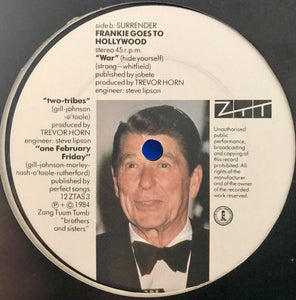 side b: SURRENDER
FRANKIE GOES TO
HOLLYWOOD
stereo 45 r.p.m.
"War" (hide yourself)
(strong-whitfield)
published by jobete
produced by TREVOR HORN
engineer: steve lipson
"two-tribes"
(gill-johnson
-o'toole)
produced by
TREVOR HORN
engineer: steve lipson
"one February
Friday"
(gill-johnson-morley-
nash-o'toole-rutherford)
published by
perfect songs
12 ZTAS 3
Ⓟ + © 1984
Zang Tuum Tumb
"brothers
and sisters"
ZTT
Unauthorised
public
performance,
broadcasting
and copying of
this record
prohibited. All
rights of the
manufacturer
and of the owner
of the recorded
work reserved.